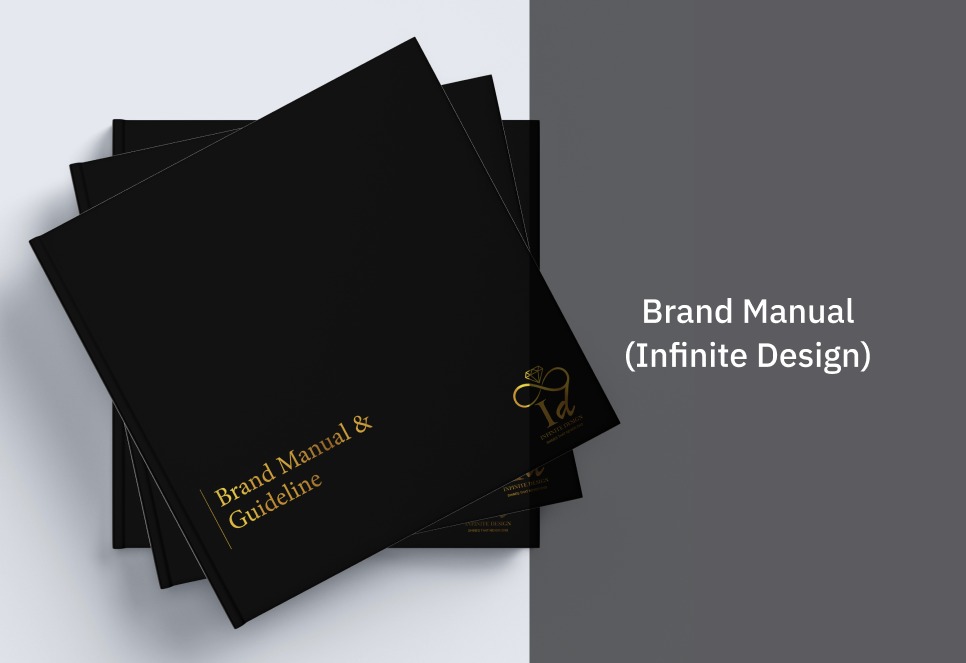 Brand Manual &
Guideline
Id
INFINITE DESIGN
INFINITE DESIGN
INFINITE DESIGN
Brand Manual
(Infinite Design)